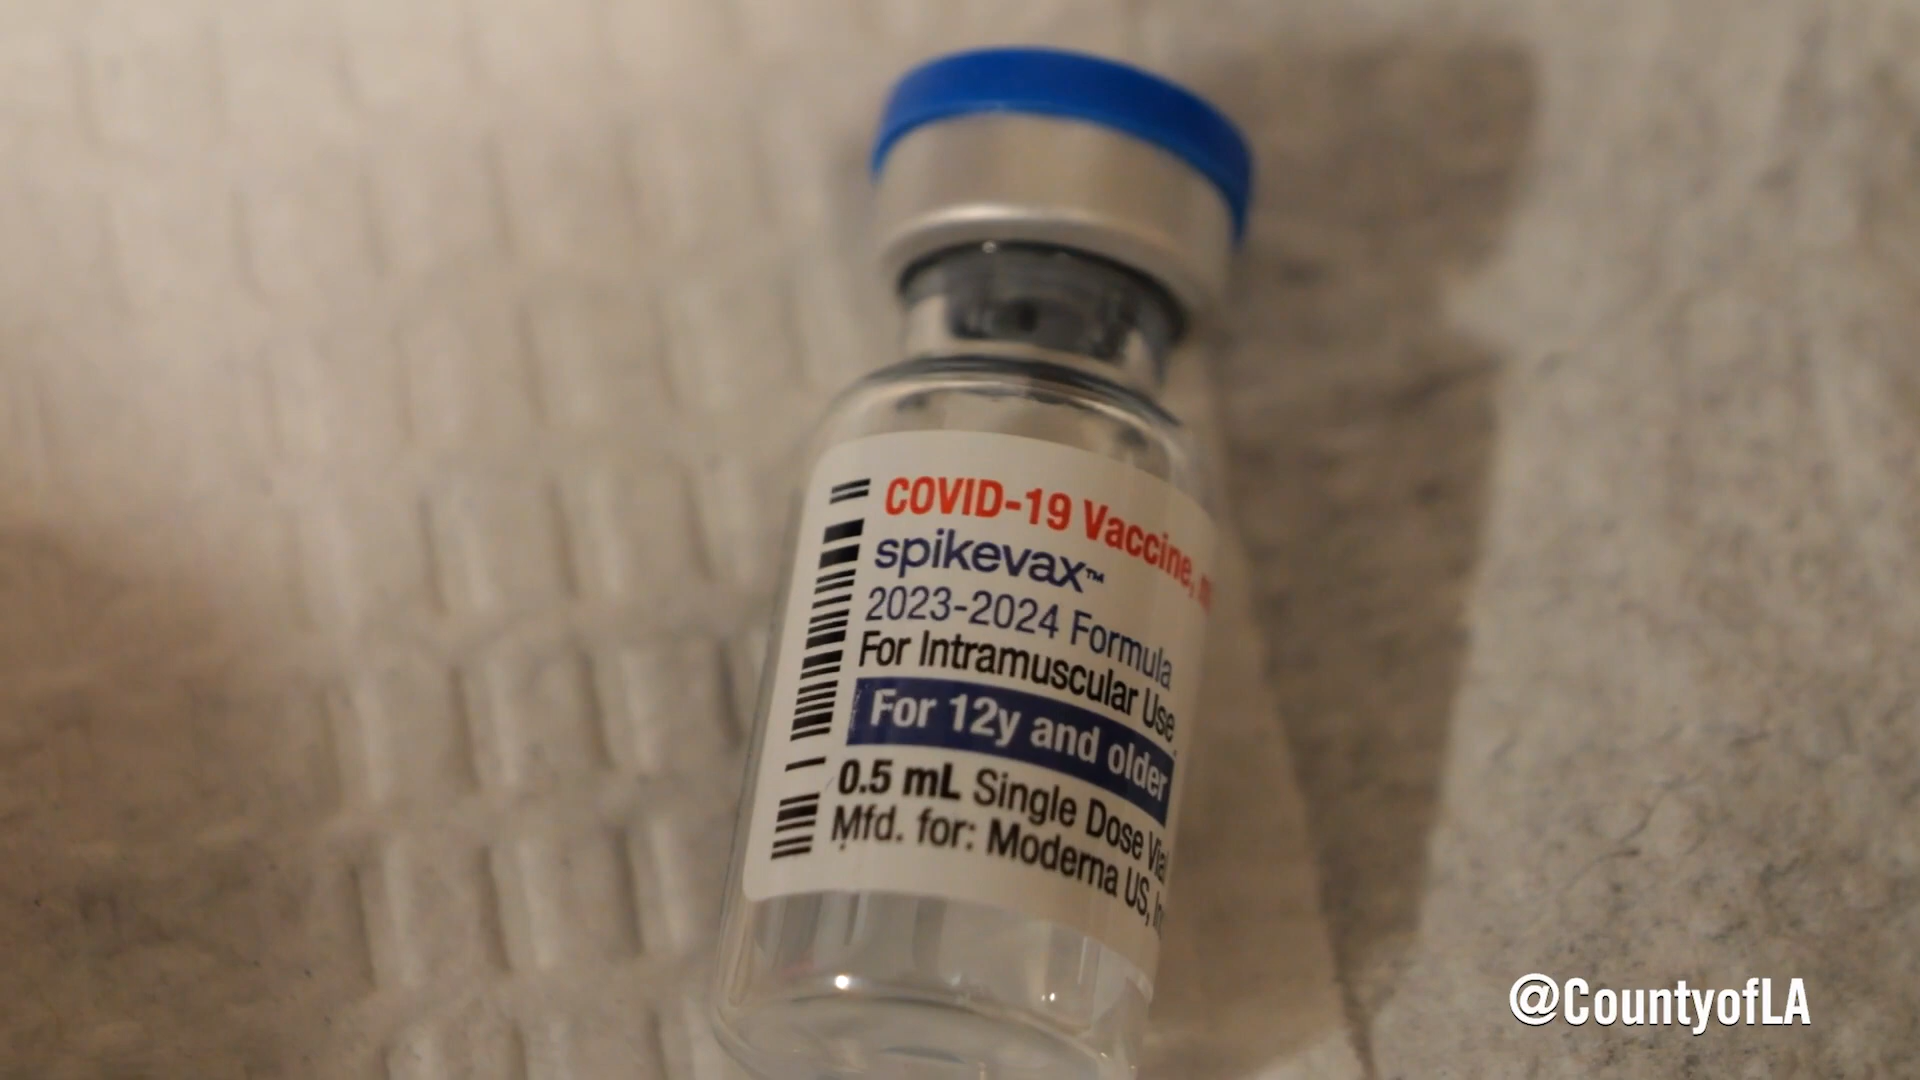 COVID-19 Vaccine,
spikevax™
2023-2024 Formula
For Intramuscular Use
For 12y and older
0.5 mL Single Dose Vial
Mfd. for: Moderna US,
@CountyofLA